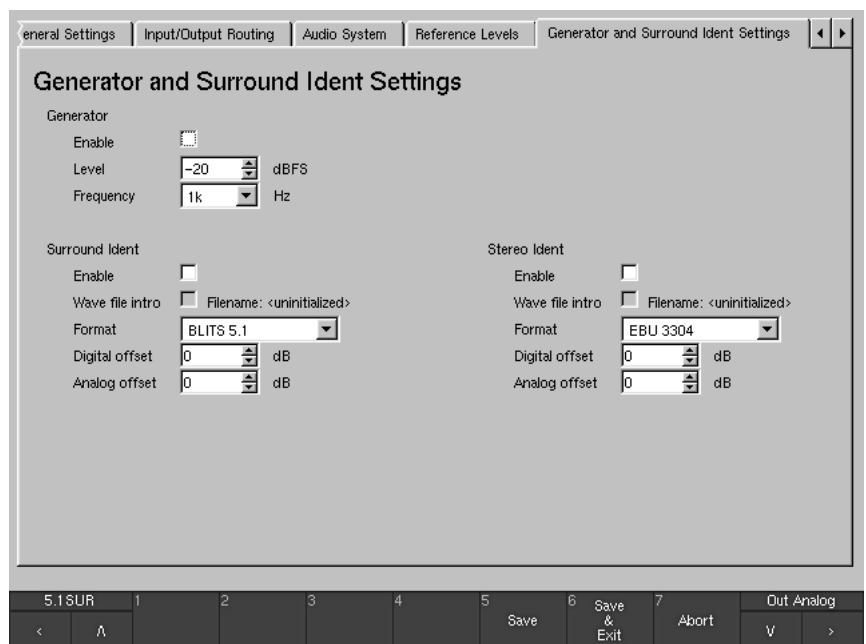 eneral Settings Input/Output Routing Audio System Reference Levels Generator and Surround Ident Settings
Generator and Surround Ident Settings
Generator
Enable
Level -20 dBFS
Frequency 1k Hz
Surround Ident Stereo Ident
Enable Enable
Wave file intro Filename: <uninitialized> Wave file intro Filename: <uninitialized>
Format BLITS 5.1 Format EBU 3304
Digital offset 0 dB Digital offset 0 dB
Analog offset 0 dB Analog offset 0 dB
5.1SUR 1 2 3 4 5 Save 6 Save & Exit 7 Abort Out Analog
< Λ V >